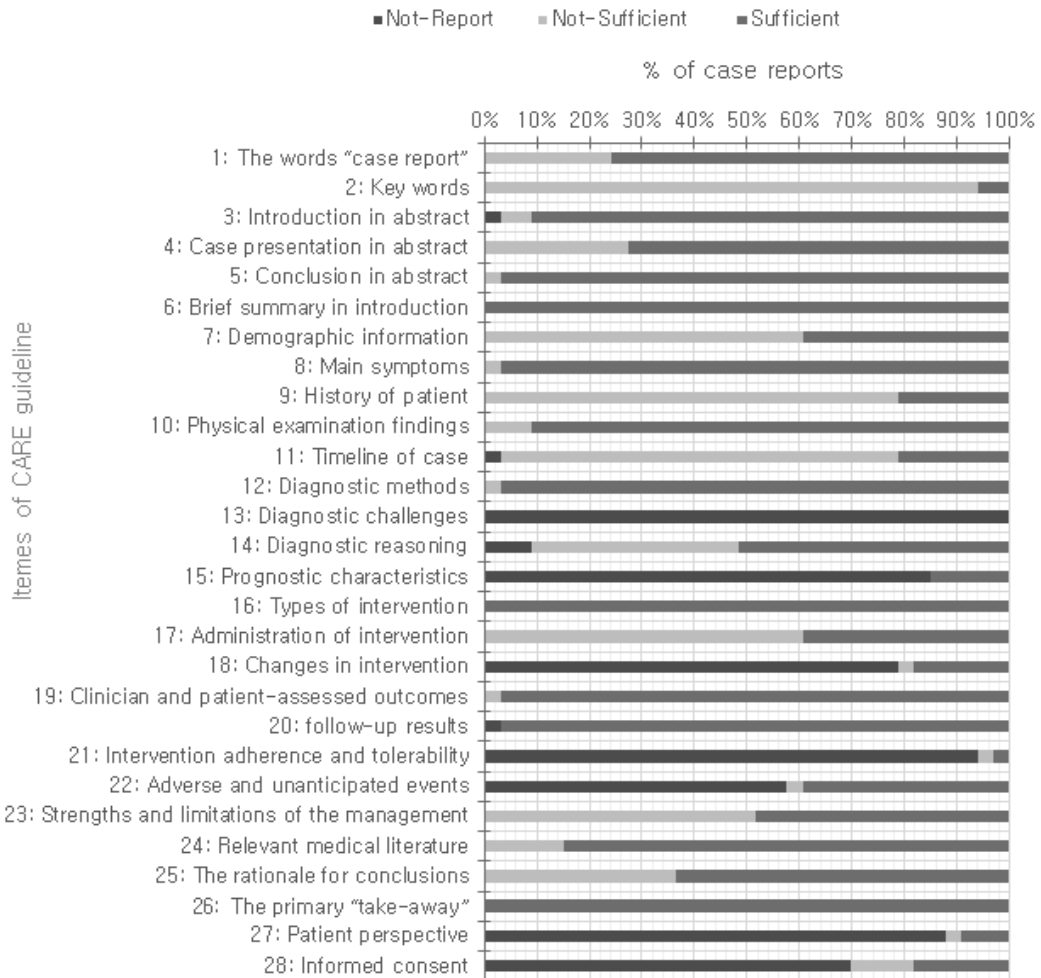 Not-Report Not-Sufficient Sufficient
% of case reports
0% 10% 20% 30% 40% 50% 60% 70% 80% 90% 100%
Itemes of CARE guideline
1: The words “case report”
2: Key words
3: Introduction in abstract
4: Case presentation in abstract
5: Conclusion in abstract
6: Brief summary in introduction
7: Demographic information
8: Main symptoms
9: History of patient
10: Physical examination findings
11: Timeline of case
12: Diagnostic methods
13: Diagnostic challenges
14: Diagnostic reasoning
15: Prognostic characteristics
16: Types of intervention
17: Administration of intervention
18: Changes in intervention
19: Clinician and patient-assessed outcomes
20: follow-up results
21: Intervention adherence and tolerability
22: Adverse and unanticipated events
23: Strengths and limitations of the management
24: Relevant medical literature
25: The rationale for conclusions
26: The primary “take-away”
27: Patient perspective
28: Informed consent